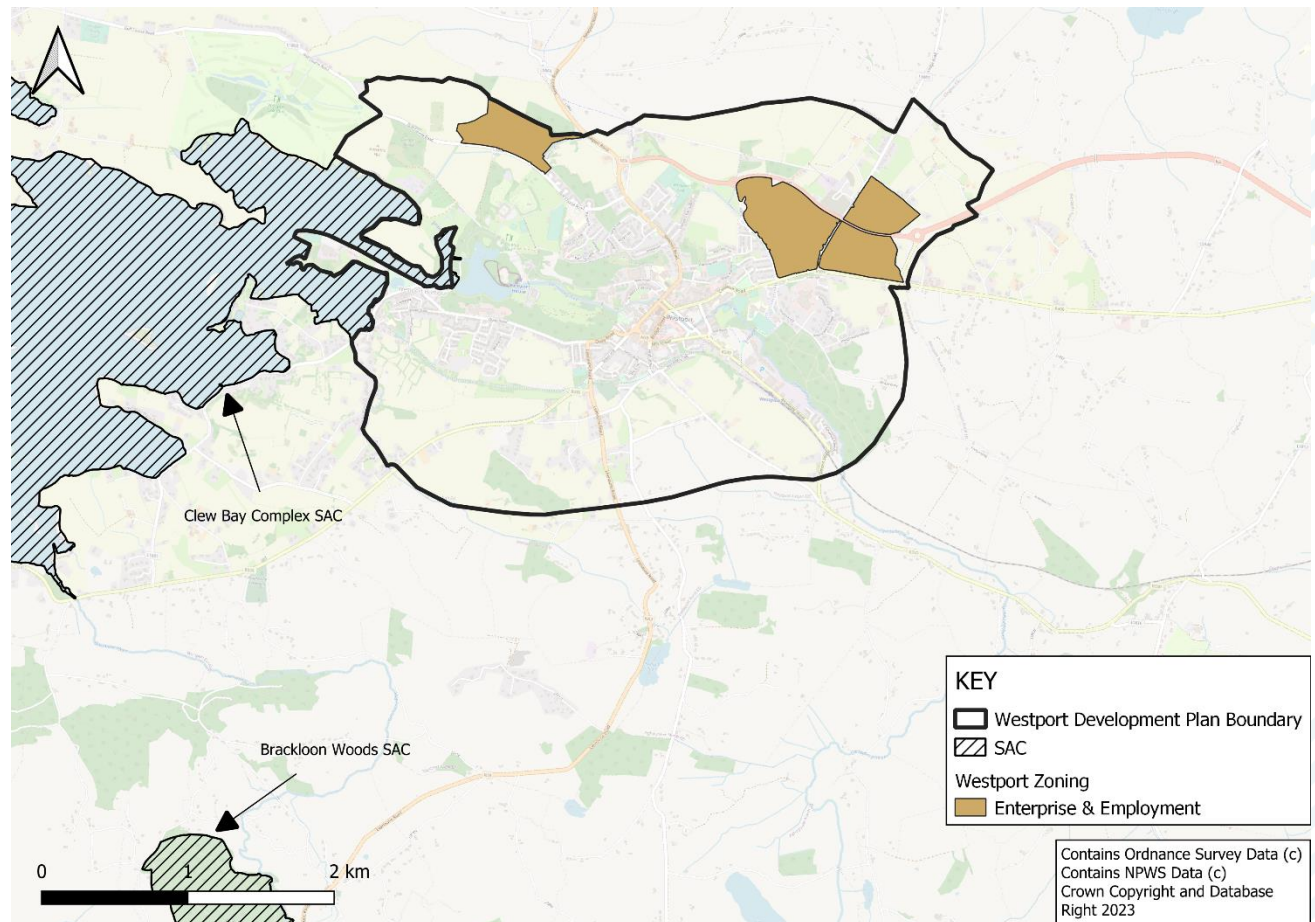 Clew Bay Complex SAC
Brackloon Woods SAC
0 1 2 km
KEY
Westport Development Plan Boundary
SAC
Westport Zoning
Enterprise & Employment
Contains Ordnance Survey Data (c)
Contains NPWS Data (c)
Crown Copyright and Database
Right 2023